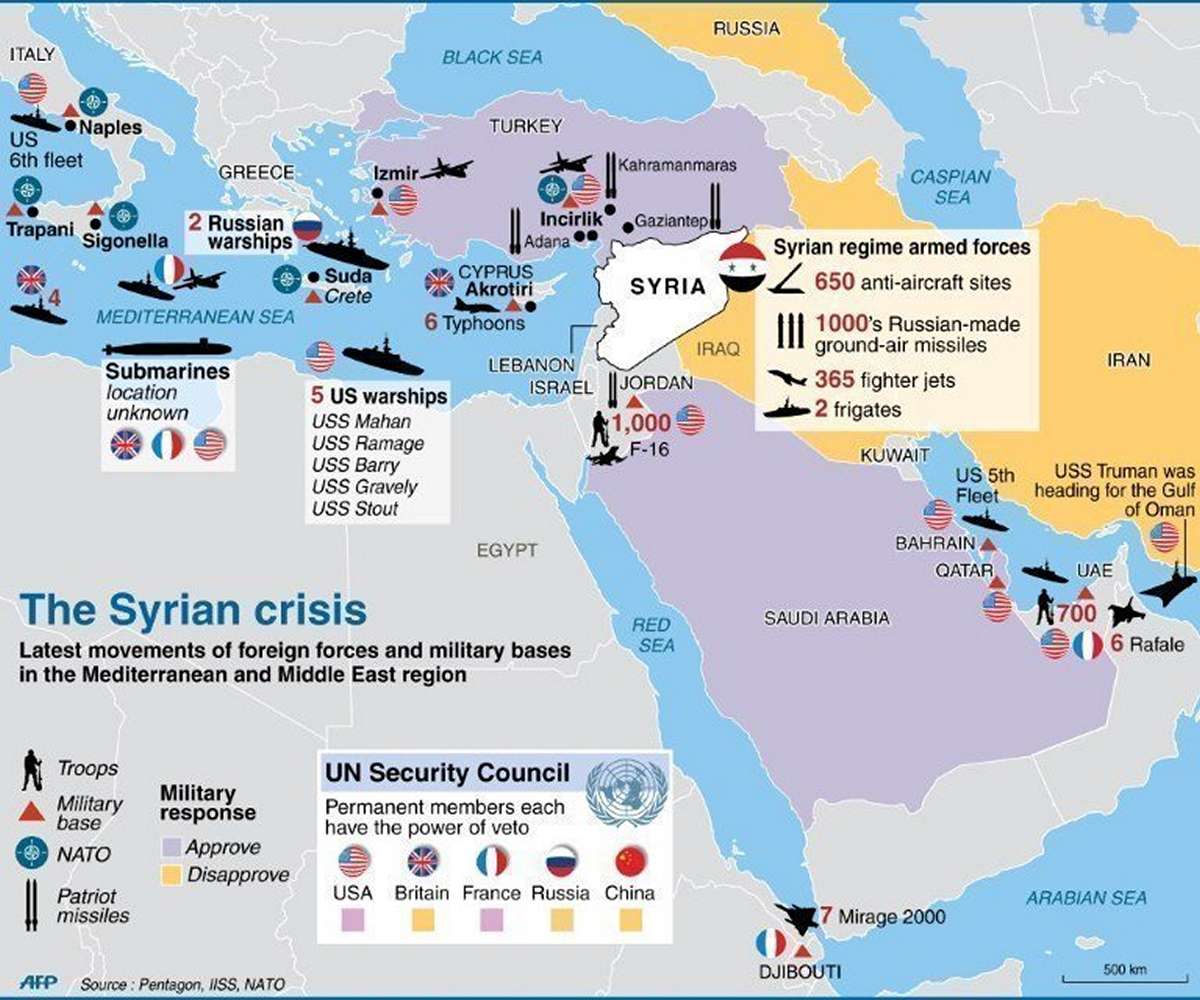 RUSSIA
BLACK SEA
CASPIAN
SEA
ITALY
Naples
US
6th fleet
Trapani
Sigonella
GREECE
TURKEY
Izmir
Kahramanmaras
Incirlik
Gaziantep
Adana
2 Russian
warships
Suda
Crete
CYPRUS
Akrotiri
6 Typhoons
4
MEDITERRANEAN SEA
Submarines
location
unknown
5 US warships
USS Mahan
USS Ramage
USS Barry
USS Gravely
USS Stout
SYRIA
Syrian regime armed forces
650 anti-aircraft sites
1000's Russian-made
ground-air missiles
365 fighter jets
2 frigates
LEBANON
ISRAEL
JORDAN
1,000
F-16
IRAQ
IRAN
KUWAIT
US 5th
Fleet
USS Truman was
heading for the Gulf
of Oman
BAHRAIN
QATAR
UAE
700
6 Rafale
EGYPT
RED
SEA
SAUDI ARABIA
The Syrian crisis
Latest movements of foreign forces and military bases
in the Mediterranean and Middle East region
Troops
Military
base
NATO
Patriot
missiles
Military
response
Approve
Disapprove
UN Security Council
Permanent members each
have the power of veto
USA
Britain
France
Russia
China
7 Mirage 2000
DJIBOUTI
ARABIAN SEA
500 km
AFP Source : Pentagon, IISS, NATO